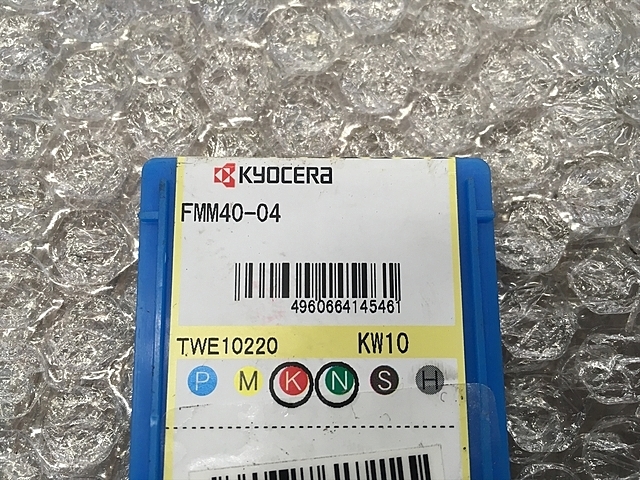 KYOCERA
FMM40-04
4960664145461
TWE10220 KW10
P M K N S H